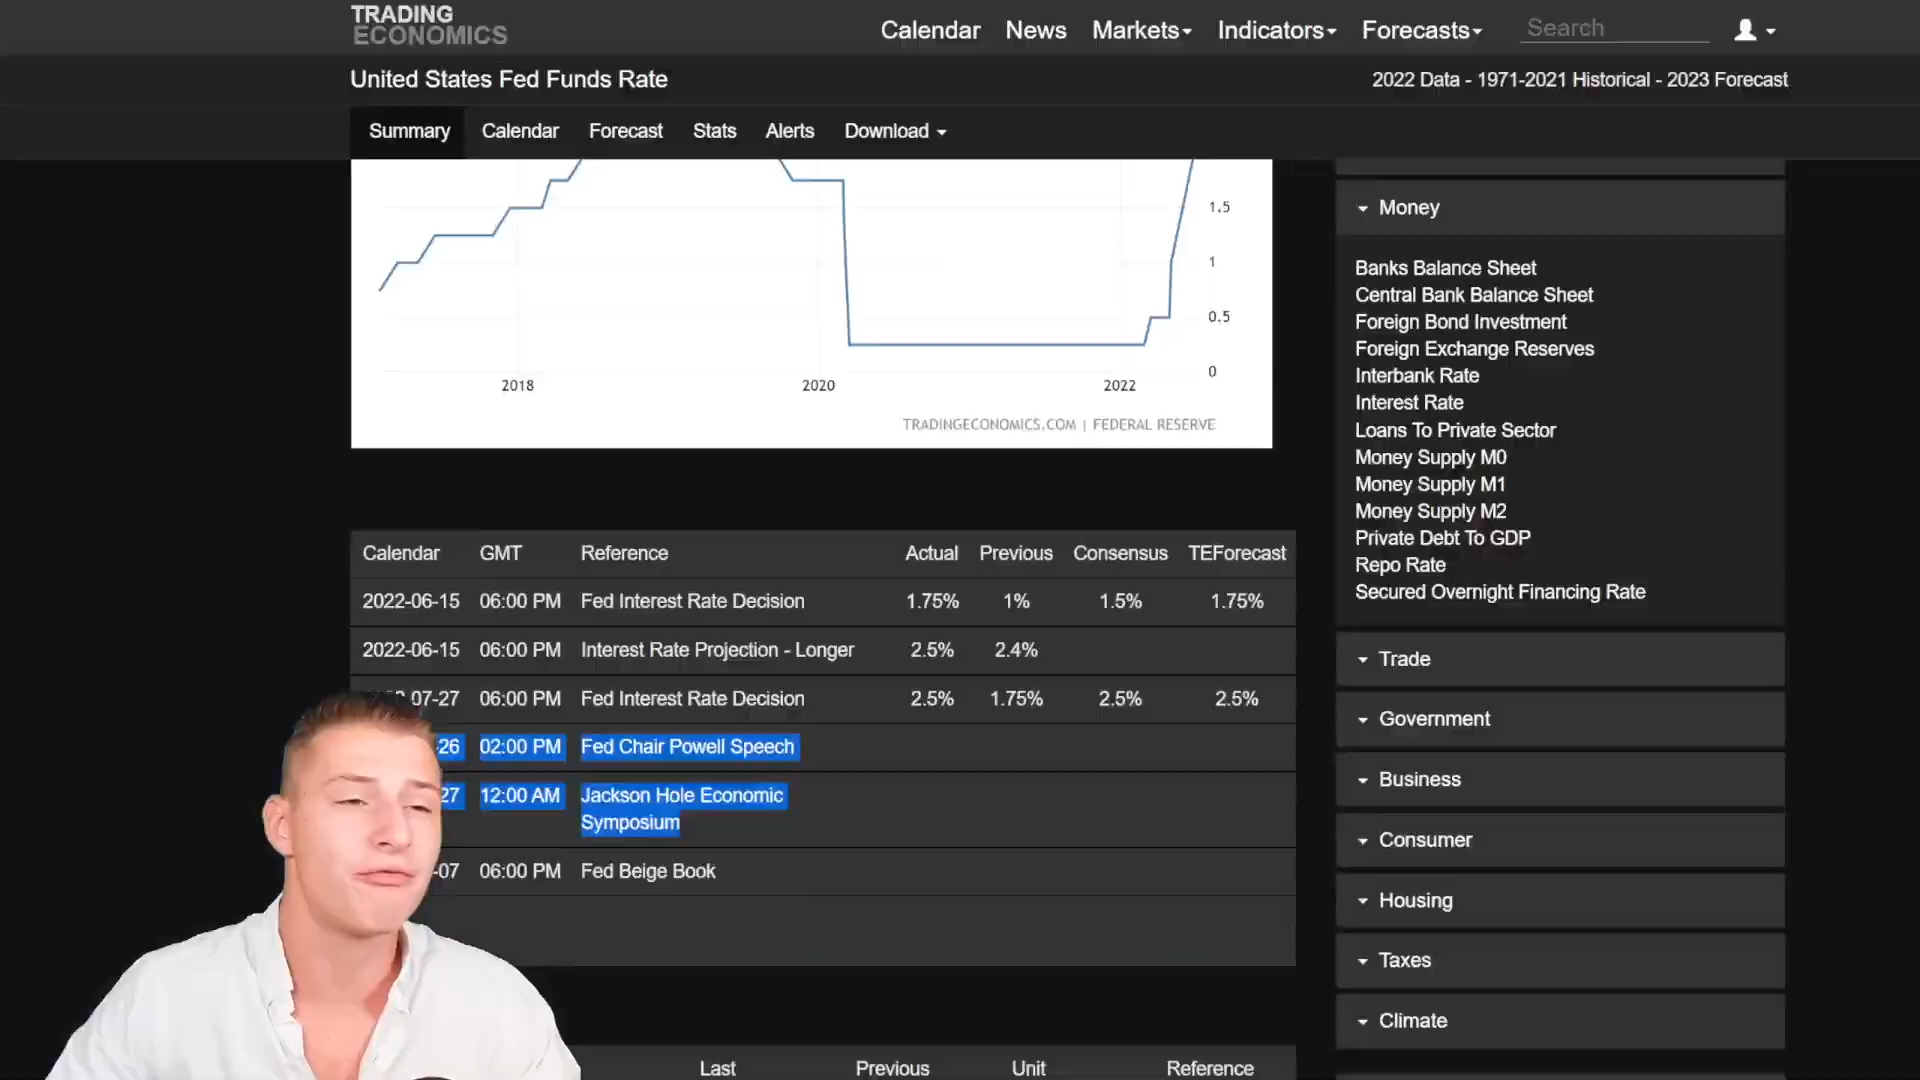 TRADING
ECONOMICS
Calendar News Markets Indicators Forecasts Search
United States Fed Funds Rate
2022 Data - 1971-2021 Historical - 2023 Forecast
Summary Calendar Forecast Stats Alerts Download
1.5
1
0.5
0
2018 2020 2022
TRADINGECONOMICS.COM | FEDERAL RESERVE
Calendar GMT Reference Actual Previous Consensus TEForecast
2022-06-15 06:00 PM Fed Interest Rate Decision 1.75% 1% 1.5% 1.75%
2022-06-15 06:00 PM Interest Rate Projection - Longer 2.5% 2.4%
07-27 06:00 PM Fed Interest Rate Decision 2.5% 1.75% 2.5% 2.5%
-26 02:00 PM Fed Chair Powell Speech
27 12:00 AM Jackson Hole Economic
Symposium
-07 06:00 PM Fed Beige Book
Last Previous Unit Reference
Money
Banks Balance Sheet
Central Bank Balance Sheet
Foreign Bond Investment
Foreign Exchange Reserves
Interbank Rate
Interest Rate
Loans To Private Sector
Money Supply M0
Money Supply M1
Money Supply M2
Private Debt To GDP
Repo Rate
Secured Overnight Financing Rate
Trade
Government
Business
Consumer
Housing
Taxes
Climate